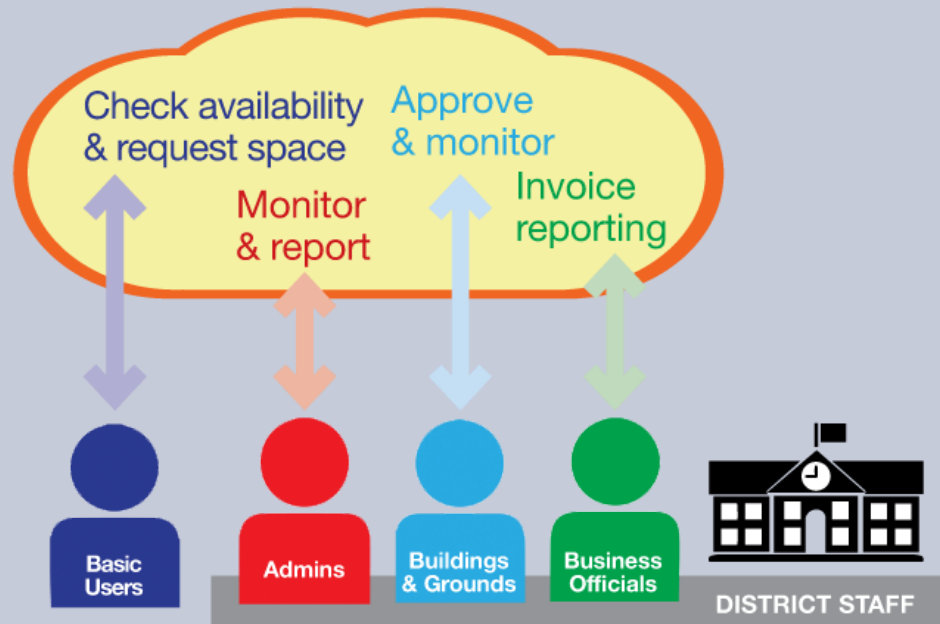 Check availability
& request space
Approve
& monitor
Monitor
& report
Invoice
reporting
Basic
Users
Admins
Buildings
& Grounds
Business
Officials
DISTRICT STAFF